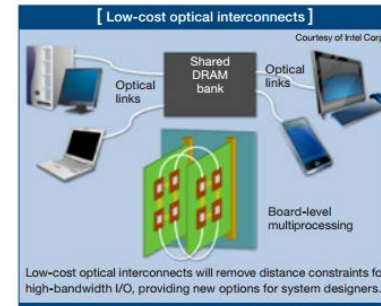 [ Low-cost optical interconnects ]
Courtesy of Intel Corp
Shared
DRAM
bank
Optical
links
Optical
links
Board-level
multiprocessing
Low-cost optical interconnects will remove distance constraints fo
high-bandwidth I/O, providing new options for system designers.